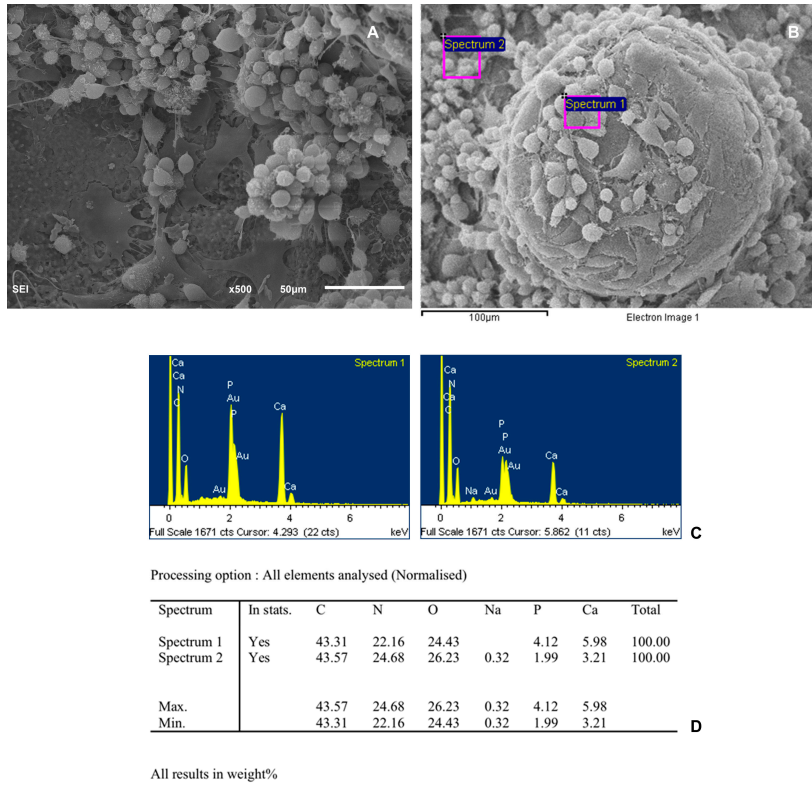 A
SEI
x500
50µm
B
Spectrum 2
Spectrum 1
100µm
Electron Image 1
Spectrum 1
Ca
Ca
N
C
O
Au
P
Au
P
Au
Ca
Ca
0 2 4 6
Full Scale 1671 cts Cursor: 4.293 (22 cts) keV
Spectrum 2
Ca
N
Ca
C
O
Na
Au
P
P
Au
Au
Ca
Ca
0 2 4 6
Full Scale 1671 cts Cursor: 5.862 (11 cts) keV
C
Processing option : All elements analysed (Normalised)
Spectrum In stats. C N O Na P Ca Total
Spectrum 1 Yes 43.31 22.16 24.43 4.12 5.98 100.00
Spectrum 2 Yes 43.57 24.68 26.23 0.32 1.99 3.21 100.00
Max. 43.57 24.68 26.23 0.32 4.12 5.98
Min. 43.31 22.16 24.43 0.32 1.99 3.21
D
All results in weight%